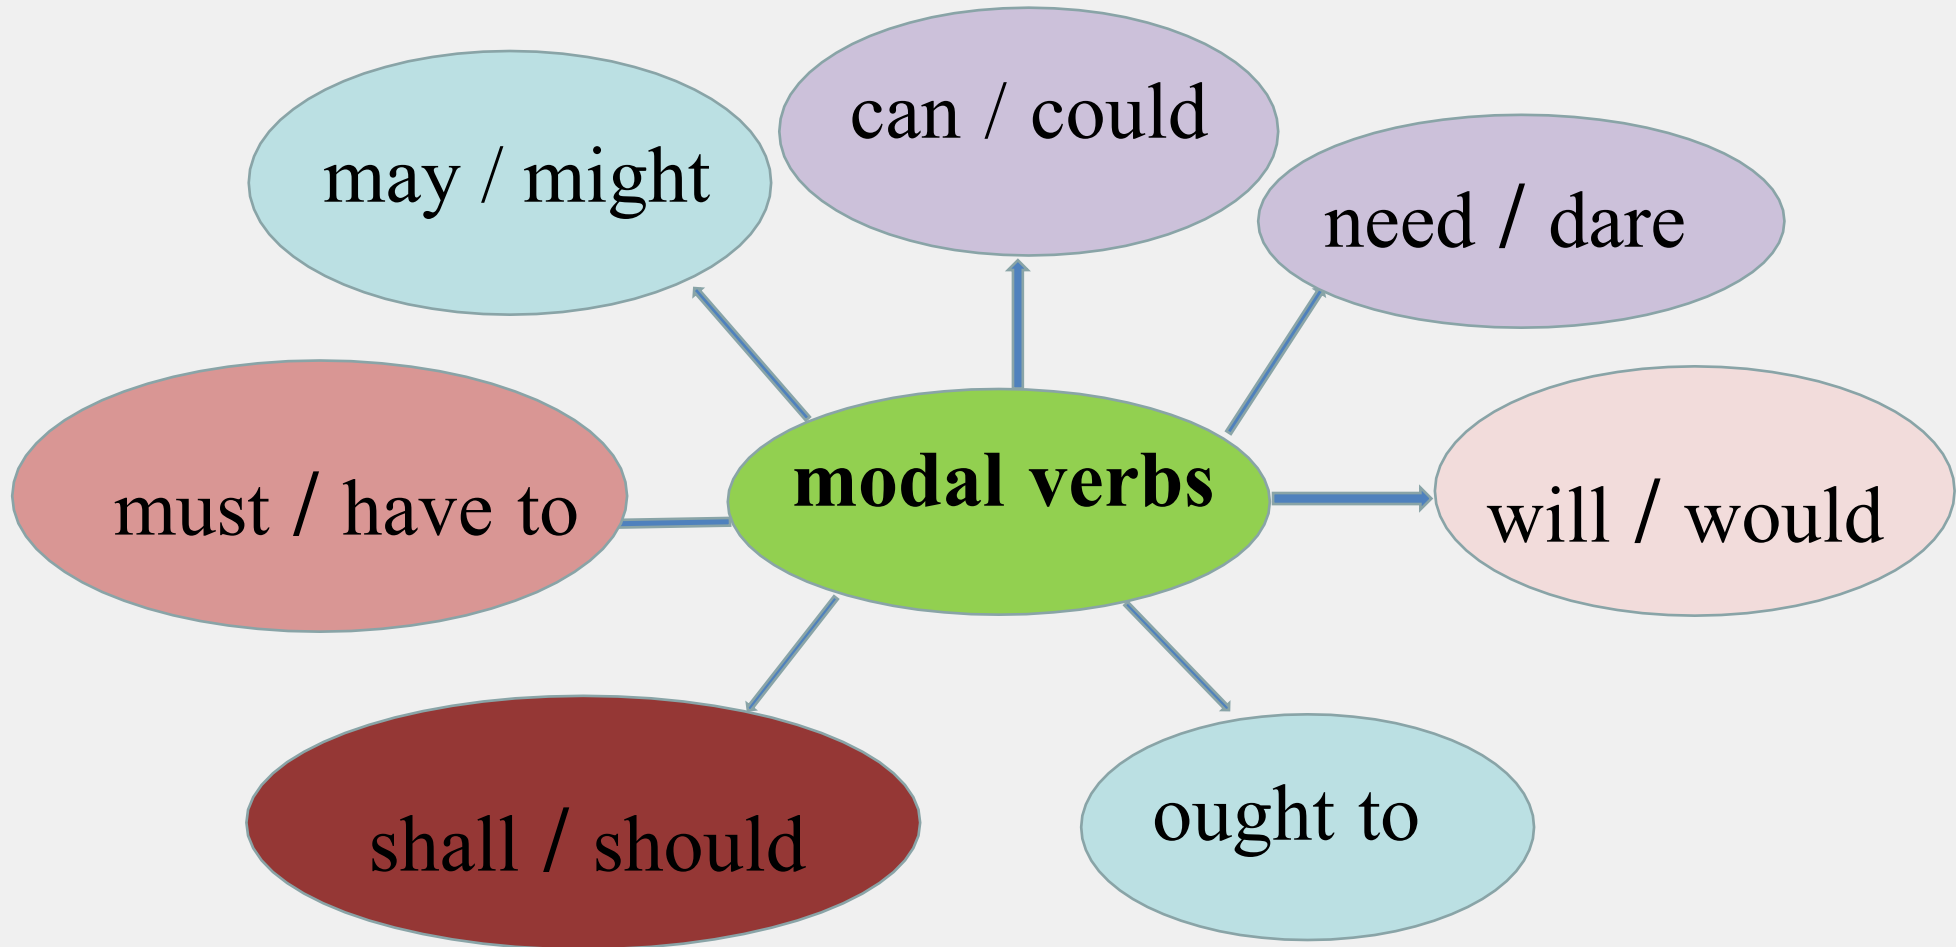 can / could
may / might
need / dare
modal verbs
must / have to
will / would
shall / should
ought to